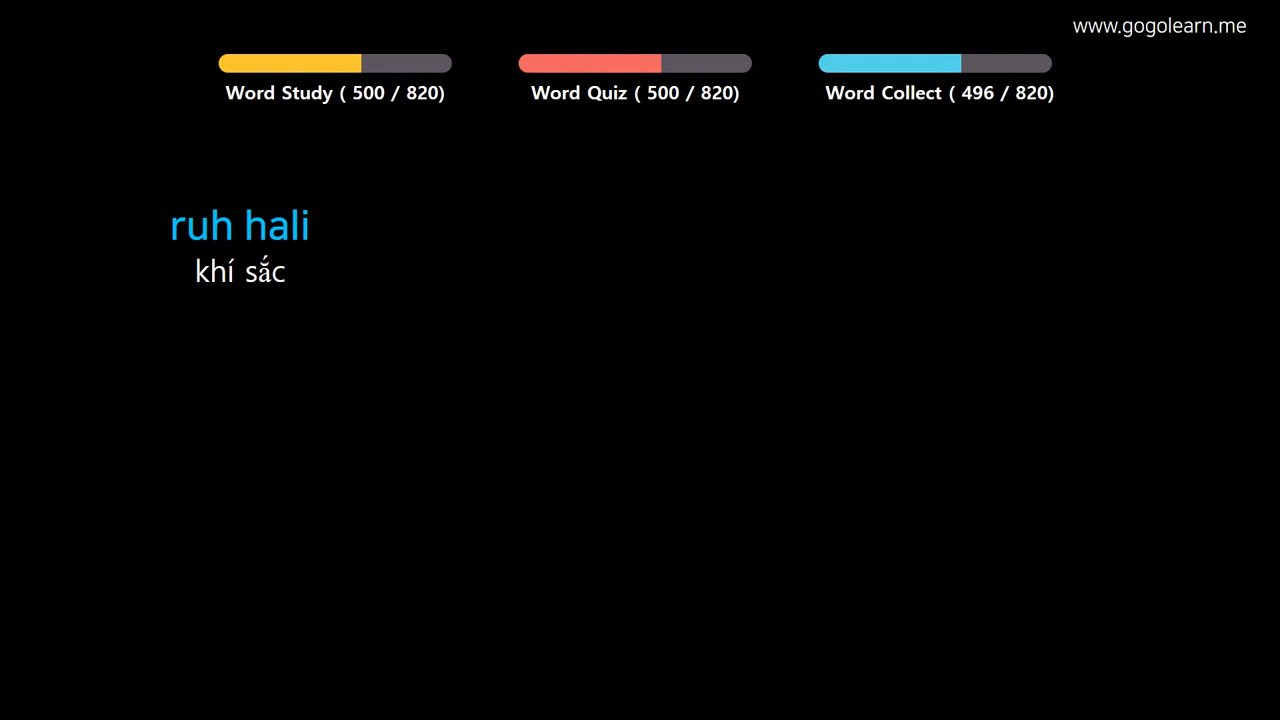 www.gogolearn.me
Word Study ( 500 / 820)
Word Quiz ( 500 / 820)
Word Collect ( 496 / 820)
ruh hali
khí sắc